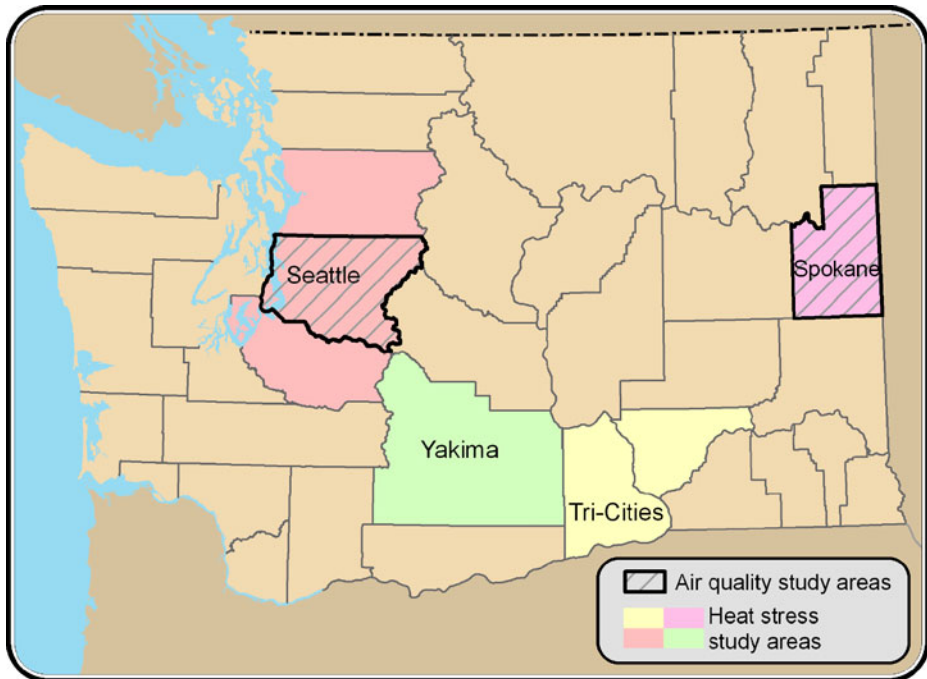 Seattle
Spokane
Yakima
Tri-Cities
Air quality study areas
Heat stress
study areas